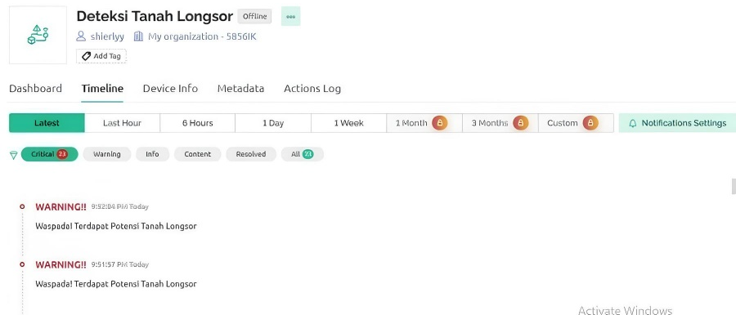 Deteksi Tanah Longsor Offline
shierlyy My organization - 5856IK
Add Tag
Dashboard Timeline Device Info Metadata Actions Log
Latest Last Hour 6 Hours 1 Day 1 Week 1 Month 3 Months Custom Notifications Settings
Critical 23 Warning Info Content Resolved All 23
WARNING!! 9:52:04 PM Today
Waspada! Terdapat Potensi Tanah Longsor
WARNING!! 9:51:57 PM Today
Waspada! Terdapat Potensi Tanah Longsor
Activate Windows